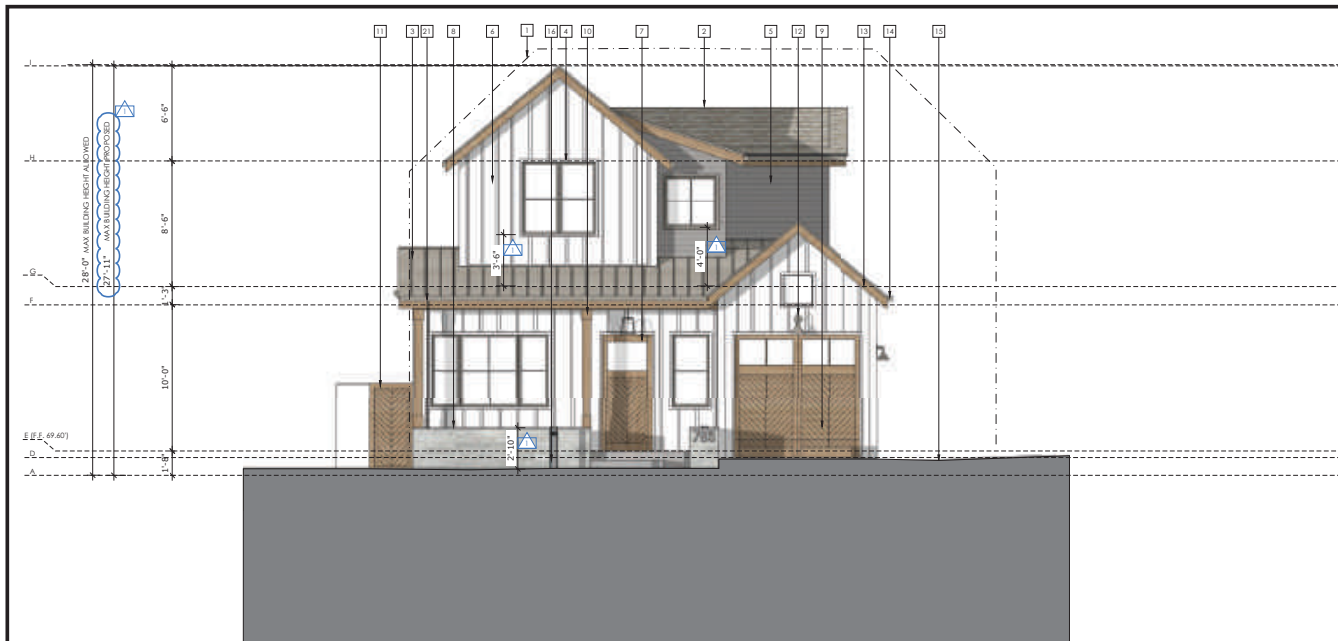 11
3
21
8
6
1
4
16
10
7
2
5
12
9
13
14
15
I
H
G
F
E (F.F. 69.60')
D
A
28'-0" MAX BUILDING HEIGHT ALLOWED
27'-11" MAX BUILDING HEIGHT PROPOSED
6'-6"
8'-6"
1'-3"
10'-0"
1'-8"
3'-6"
4'-0"
2'-10"
788